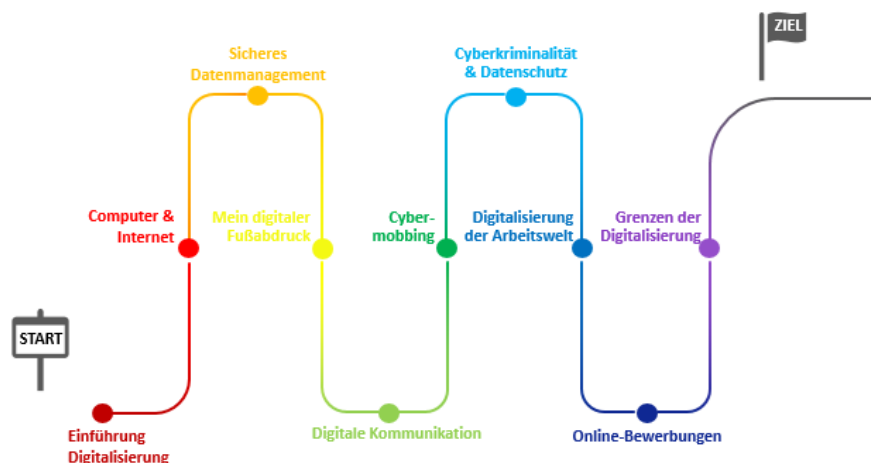 START
Einführung
Digitalisierung
Computer &
Internet
Sicheres
Datenmanagement
Mein digitaler
Fußabdruck
Digitale Kommunikation
Cyber-
mobbing
Cyberkriminalität
& Datenschutz
Digitalisierung
der Arbeitswelt
Online-Bewerbungen
Grenzen der
Digitalisierung
ZIEL